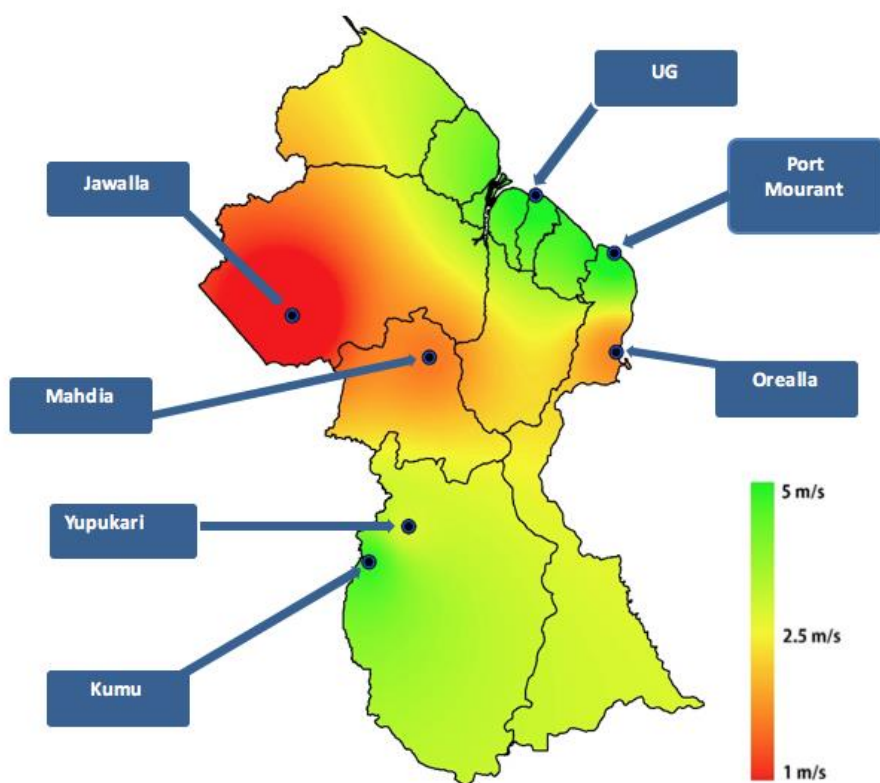 UG
Port
Mourant
Jawalla
Mahdia
Orealla
Yupukari
Kumu
5 m/s
2.5 m/s
1 m/s